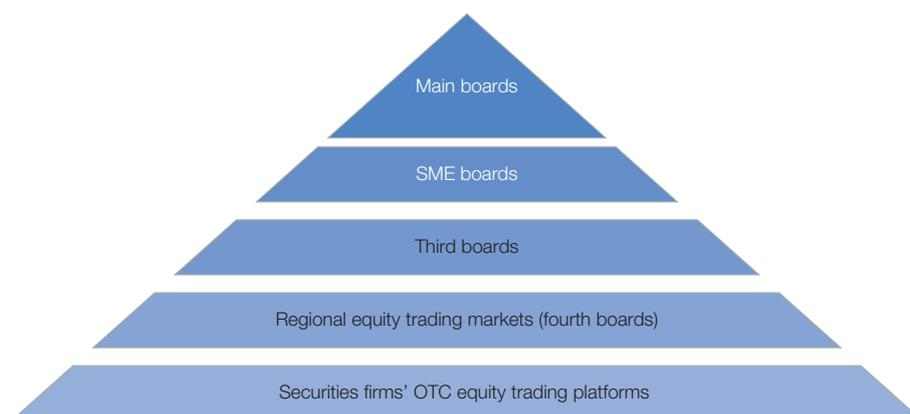 Main boards
SME boards
Third boards
Regional equity trading markets (fourth boards)
Securities firms’ OTC equity trading platforms